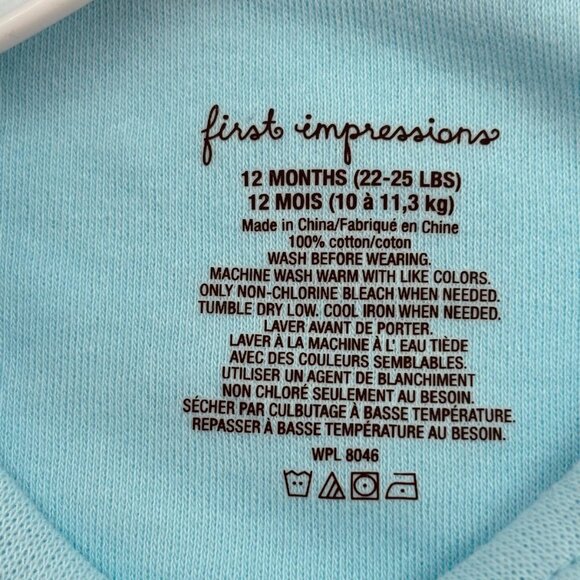 first impressions
12 MONTHS (22-25 LBS)
12 MOIS (10 à 11,3 kg)
Made in China/Fabriqué en Chine
100% cotton/coton
WASH BEFORE WEARING.
MACHINE WASH WARM WITH LIKE COLORS.
ONLY NON-CHLORINE BLEACH WHEN NEEDED.
TUMBLE DRY LOW. COOL IRON WHEN NEEDED.
LAVER AVANT DE PORTER.
LAVER À LA MACHINE À L' EAU TIÈDE
AVEC DES COULEURS SEMBLABLES.
UTILISER UN AGENT DE BLANCHIMENT
NON CHLORÉ SEULEMENT AU BESOIN.
SÉCHER PAR CULBUTAGE À BASSE TEMPÉRATURE.
REPASSER À BASSE TEMPÉRATURE AU BESOIN.
WPL 8046